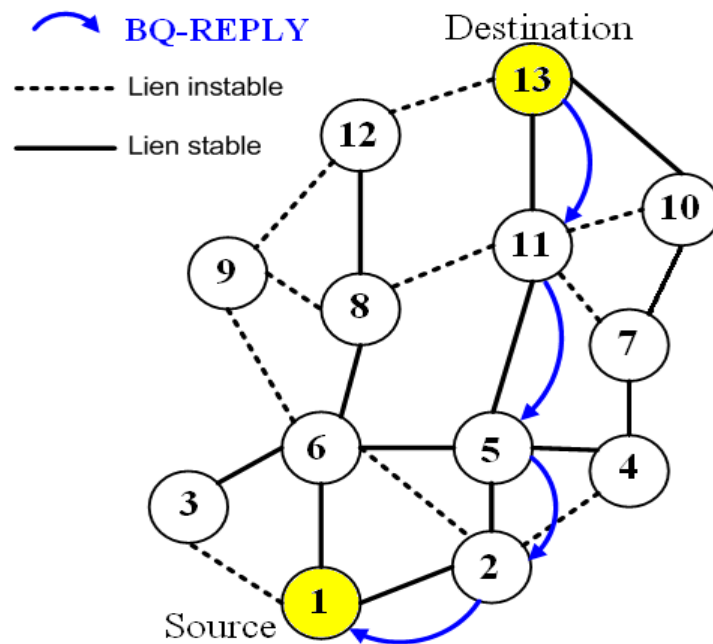 BQ-REPLY
Destination
Lien instable
Lien stable
13
12
10
11
9
8
7
6
5
4
3
2
1
Source